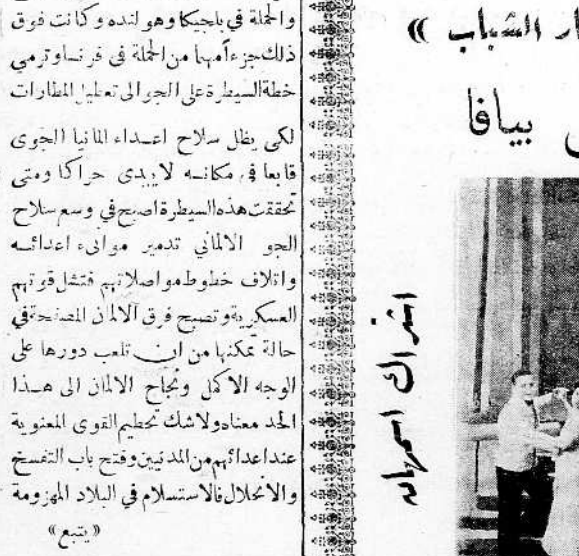 والحملة في بلجيكا وهولنده وكانت فوق
ذلك جزءاً مهما من الحملة في فرنسا وترمي
خطة السيطرة على الجو الى تعطيل المطارات
لكي يظل سلاح اعداء المانيا الجوى
قابعا في مكانه لا يبدى حراكا ومتى
تحققت هذه السيطرة اصبح في وسع سلاح
الجو الالماني تدمير موانىء اعدائه
واتلاف خطوط مواصلاتهم فتشل قوتهم
العسكرية وتصبح فرق الالمان المصفحة في
حالة تمكنها من ان تلعب دورها على
الوجه الاكمل ونجاح الالمان الى هذا
الحد معناه ولا شك تحطيم القوى المعنوية
عند اعدائهم من المدنيين وفتح باب التفسخ
والانحلال فالاستسلام في البلاد المهزومة
«يتبع»
ار الشباب »
بيافا